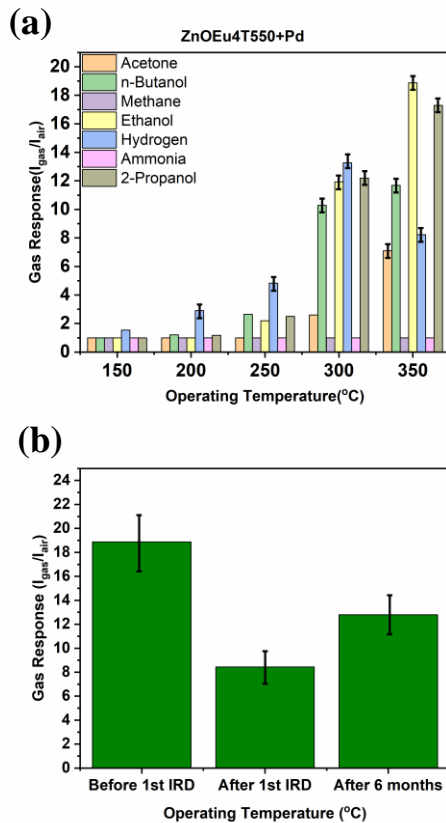 (a)
ZnOEu4T550+Pd
Acetone
n-Butanol
Methane
Ethanol
Hydrogen
Ammonia
2-Propanol
Gas Response(Igas/Iair)
20
18
16
14
12
10
8
6
4
2
0
150 200 250 300 350
Operating Temperature(°C)
(b)
Gas Response (Igas/Iair)
24
22
20
18
16
14
12
10
8
6
4
2
0
Before 1st IRD After 1st IRD After 6 months
Operating Temperature (°C)